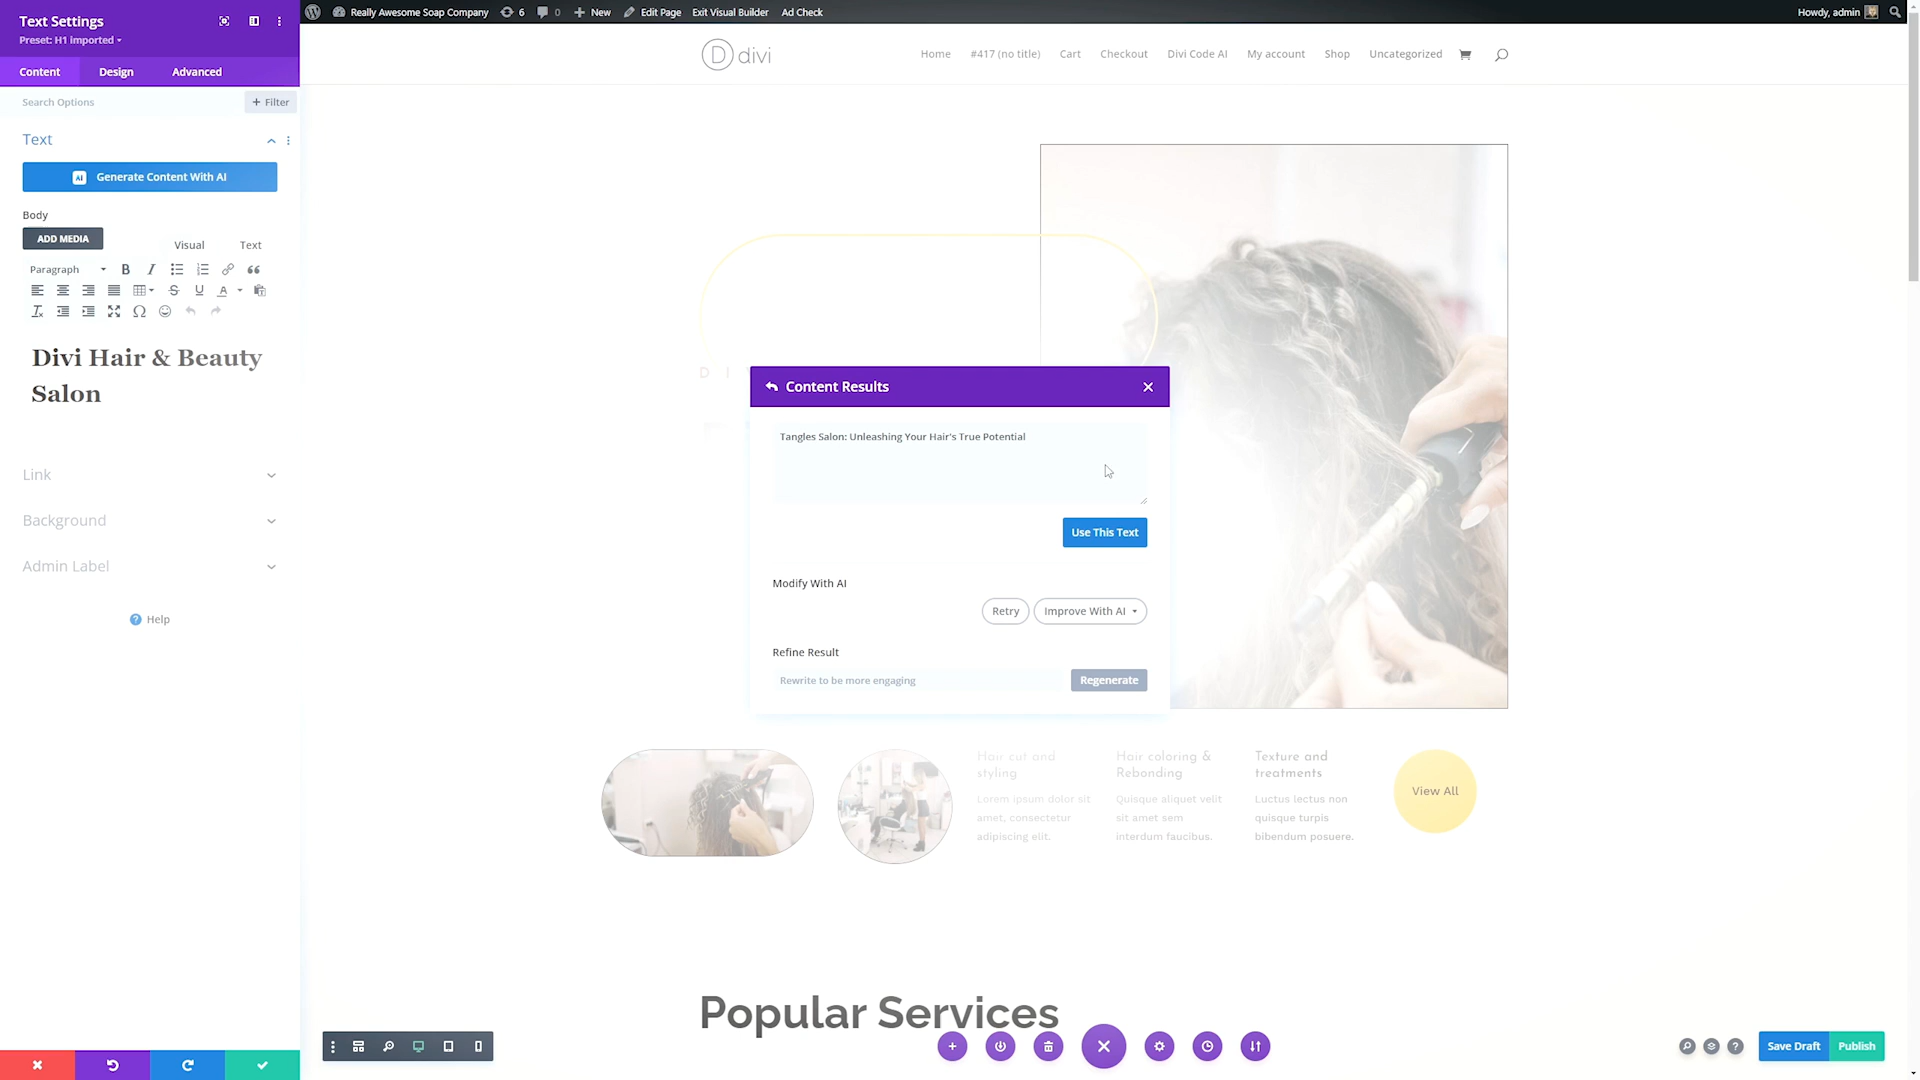 Text Settings
Preset: H1 imported
Content Design Advanced
Search Options
+ Filter
Text
AI Generate Content With AI
Body
ADD MEDIA
Visual Text
Paragraph
Divi Hair & Beauty
Salon
Link
Background
Admin Label
? Help
Really Awesome Soap Company 6 0 + New Edit Page Exit Visual Builder Ad Check
Howdy, admin
D divi
Home #417 (no title) Cart Checkout Divi Code AI My account Shop Uncategorized
D I
Content Results
Tangles Salon: Unleashing Your Hair's True Potential
Use This Text
Modify With AI
Retry Improve With AI
Refine Result
Rewrite to be more engaging
Regenerate
Hair cut and
styling
Lorem ipsum dolor sit
amet, consectetur
adipiscing elit.
Hair coloring &
Rebonding
Quisque aliquet velit
sit amet sem
interdum faucibus.
Texture and
treatments
Luctus lectus non
quisque turpis
bibendum posuere.
View All
Popular Services
Save Draft Publish